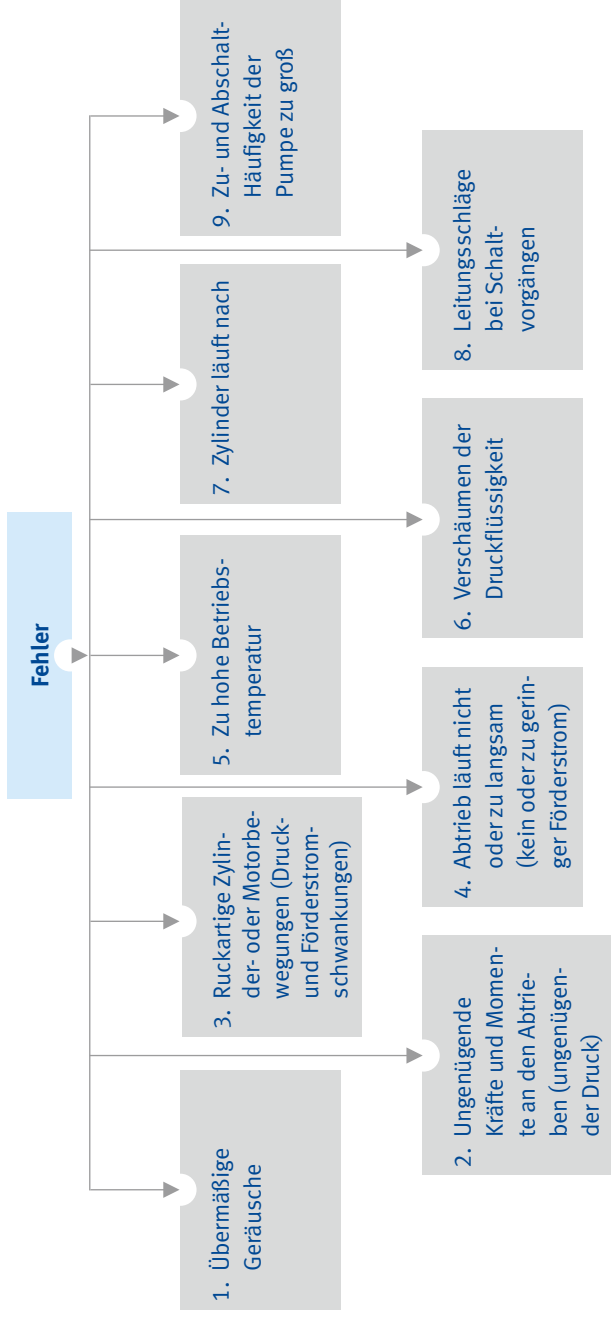 Fehler
1. Übermäßige
Geräusche
2. Ungenügende
Kräfte und Momen-
te an den Abtrie-
ben (ungenügen-
der Druck)
3. Ruckartige Zylin-
der- oder Motorbe-
wegungen (Druck-
und Förderstrom-
schwankungen)
4. Abtrieb läuft nicht
oder zu langsam
(kein oder zu gerin-
ger Förderstrom)
5. Zu hohe Betriebs-
temperatur
6. Verschäumen der
Druckflüssigkeit
7. Zylinder läuft nach
8. Leitungsschläge
bei Schalt-
vorgängen
9. Zu- und Abschalt-
Häufigkeit der
Pumpe zu groß